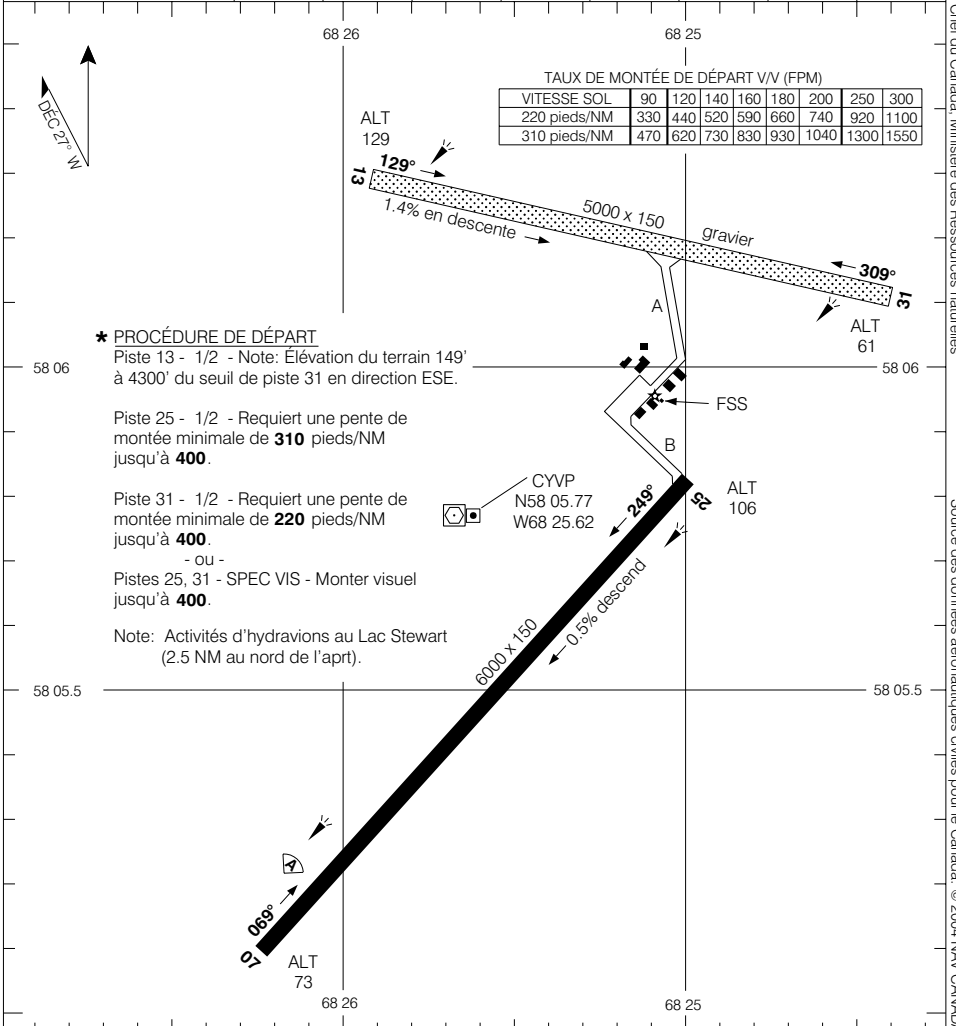 68 26
68 25
DÉC 27° W
TAUX DE MONTÉE DE DÉPART V/V (FPM)
VITESSE SOL 90 120 140 160 180 200 250 300
220 pieds/NM 330 440 520 590 660 740 920 1100
310 pieds/NM 470 620 730 830 930 1040 1300 1550
ALT
129
13
129°
1.4% en descente
5000 x 150
gravier
309°
31
ALT
61
A
* PROCÉDURE DE DÉPART
Piste 13 - 1/2 - Note: Élévation du terrain 149'
à 4300' du seuil de piste 31 en direction ESE.
58 06
58 06
Piste 25 - 1/2 - Requiert une pente de
montée minimale de 310 pieds/NM
jusqu'à 400.
FSS
B
Piste 31 - 1/2 - Requiert une pente de
montée minimale de 220 pieds/NM
jusqu'à 400.
- ou -
Pistes 25, 31 - SPEC VIS - Monter visuel
jusqu'à 400.
Note: Activités d'hydravions au Lac Stewart
(2.5 NM au nord de l'aprt).
CYVP
N58 05.77
W68 25.62
249°
25
ALT
106
0.5% descend
6000 x 150
58 05.5
58 05.5
A
069°
07
ALT
73
68 26
68 25
Chef du Canada, Ministère des Ressources naturelles
Source des données aéronautiques civiles pour le Canada: © 2004 NAV CANADA